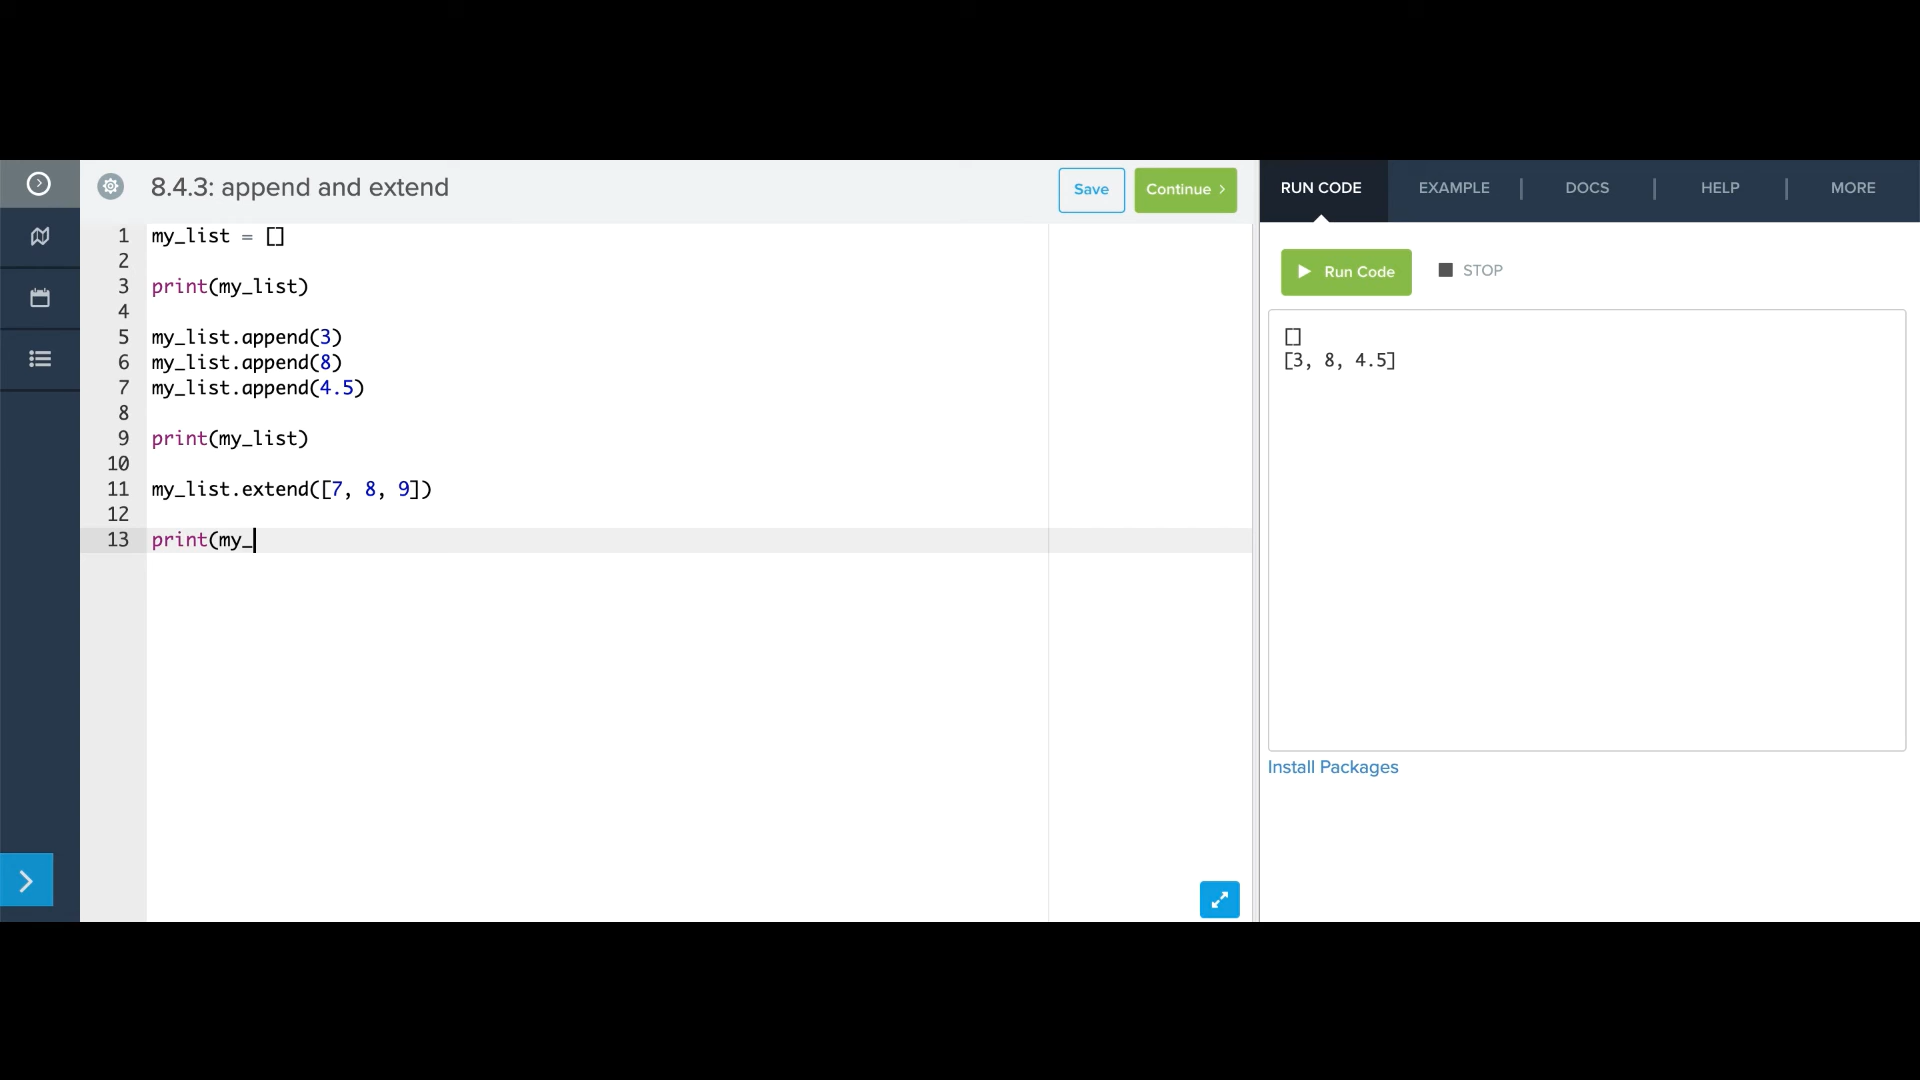 8.4.3: append and extend
Save
Continue >
RUN CODE
EXAMPLE
DOCS
HELP
MORE
1 my_list = []
2
3 print(my_list)
4
5 my_list.append(3)
6 my_list.append(8)
7 my_list.append(4.5)
8
9 print(my_list)
10
11 my_list.extend([7, 8, 9])
12
13 print(my_
Run Code
STOP
[]
[3, 8, 4.5]
Install Packages